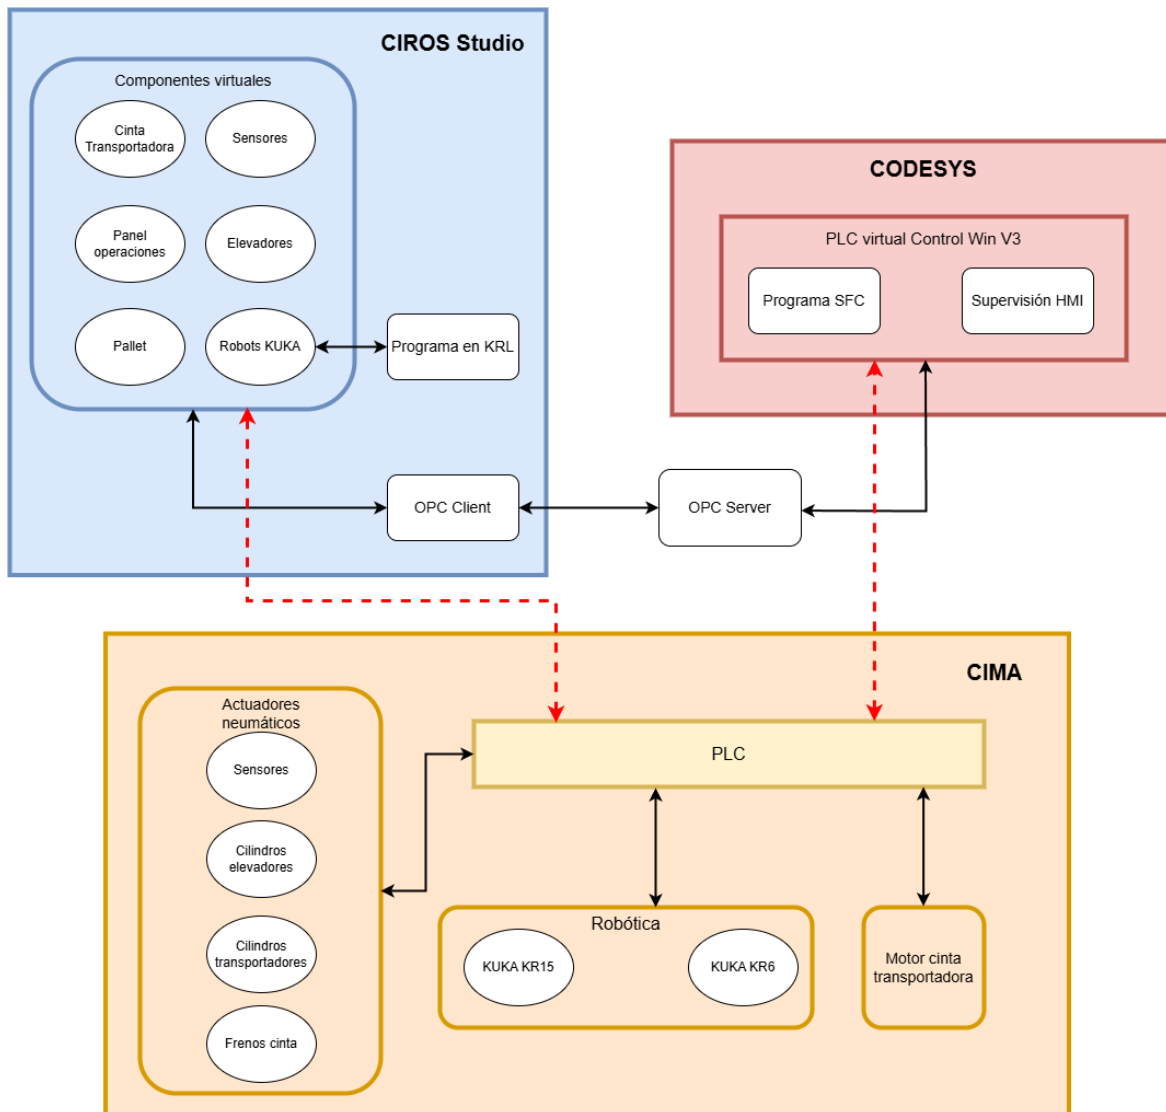 CIROS Studio
Componentes virtuales
Cinta
Transportadora
Sensores
Panel
operaciones
Elevadores
Pallet
Robots KUKA
Programa en KRL
OPC Client
OPC Server
CODESYS
PLC virtual Control Win V3
Programa SFC
Supervisión HMI
CIMA
Actuadores
neumáticos
Sensores
Cilindros
elevadores
Cilindros
transportadores
Frenos cinta
PLC
Robótica
KUKA KR15
KUKA KR6
Motor cinta
transportadora